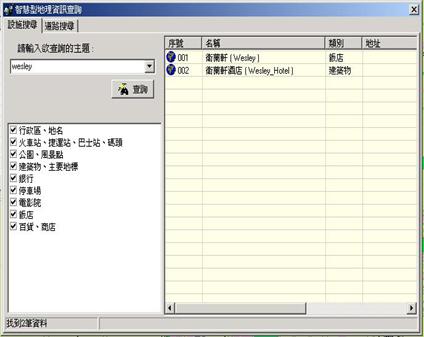 智慧型地理資訊查詢
設施搜尋 道路搜尋
請輸入欲查詢的主題：
wesley
查詢
行政區、地名
火車站、捷運站、巴士站、碼頭
公園、風景點
建築物、主要地標
銀行
停車場
電影院
飯店
百貨、商店
序號 名稱 類別 地址
001 衛蘭軒 ( Wesley ) 飯店
002 衛蘭軒酒店 ( Wesley_Hotel ) 建築物
找到2筆資料